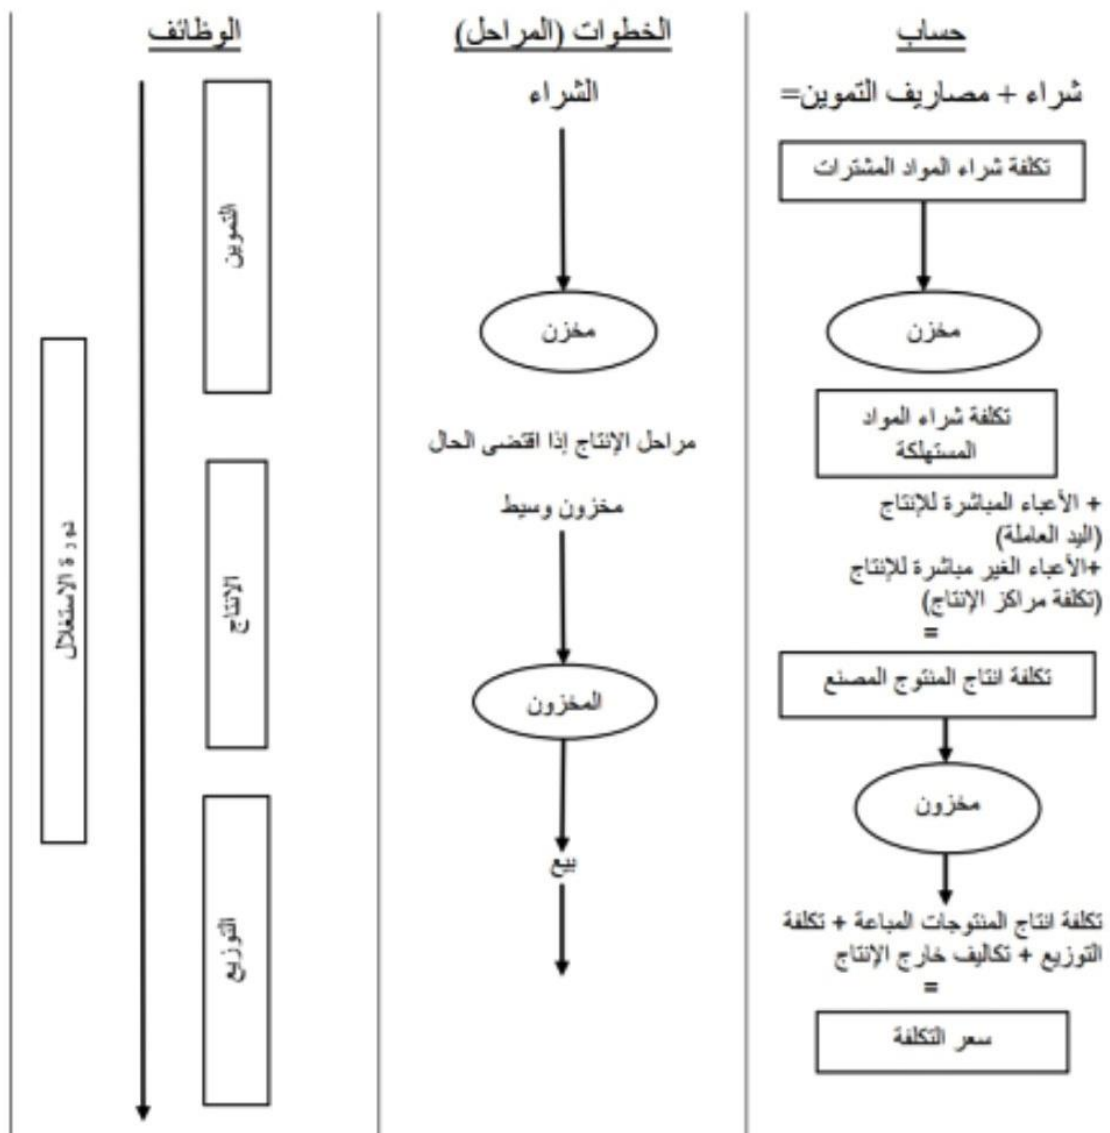 حساب
شراء + مصاريف التموين=
تكلفة شراء المواد المشترات
مخزن
تكلفة شراء المواد
المستهلكة
+ الأعباء المباشرة للإنتاج
(اليد العاملة)
+الأعباء الغير مباشرة للإنتاج
(تكلفة مراكز الإنتاج)
=
تكلفة انتاج المنتوج المصنع
مخزون
تكلفة انتاج المنتوجات المباعة + تكلفة
التوزيع + تكاليف خارج الإنتاج
=
سعر التكلفة
الخطوات (المراحل)
الشراء
مخزن
مراحل الإنتاج إذا اقتضى الحال
مخزون وسيط
المخزون
بيع
الوظائف
التموين
الإنتاج
التوزيع
دورة الاستغلال